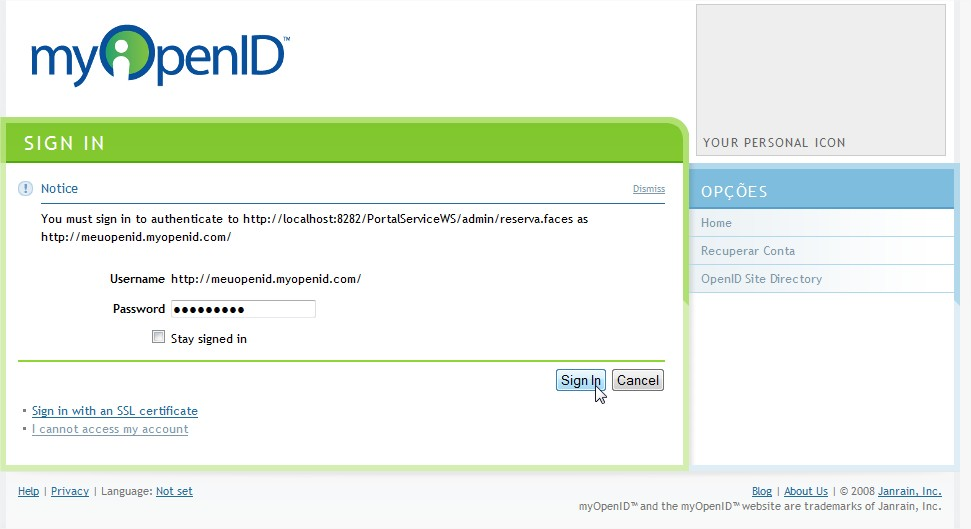 myOpenID™
YOUR PERSONAL ICON
SIGN IN
! Notice Dismiss
You must sign in to authenticate to http://localhost:8282/PortalServiceWS/admin/reserva.faces as
http://meuopenid.myopenid.com/
Username http://meuopenid.myopenid.com/
Password ●●●●●●●●●
Stay signed in
Sign In Cancel
▪ Sign in with an SSL certificate
▪ I cannot access my account
OPÇÕES
Home
Recuperar Conta
OpenID Site Directory
Help | Privacy | Language: Not set
Blog | About Us | © 2008 Janrain, Inc.
myOpenID™ and the myOpenID™ website are trademarks of Janrain, Inc.